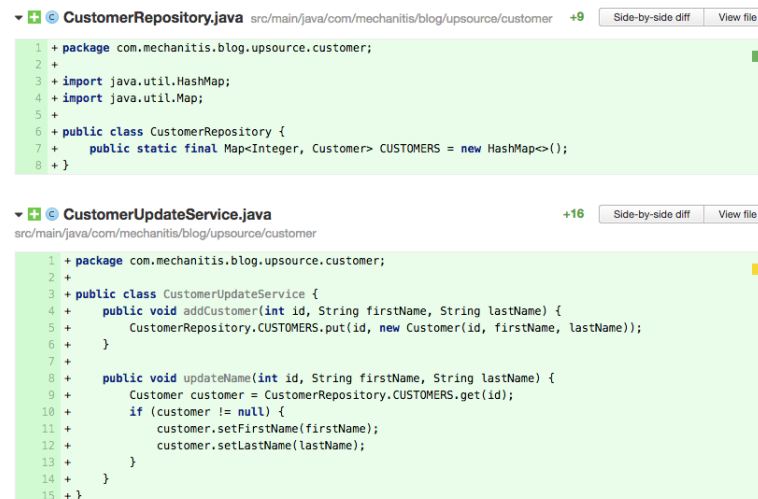 CustomerRepository.java src/main/java/com/mechanitis/blog/upsource/customer +9 Side-by-side diff View file
1 + package com.mechanitis.blog.upsource.customer;
2 +
3 + import java.util.HashMap;
4 + import java.util.Map;
5 +
6 + public class CustomerRepository {
7 +     public static final Map<Integer, Customer> CUSTOMERS = new HashMap<>();
8 + }
CustomerUpdateService.java +16 Side-by-side diff View file
src/main/java/com/mechanitis/blog/upsource/customer
1 + package com.mechanitis.blog.upsource.customer;
2 +
3 + public class CustomerUpdateService {
4 +     public void addCustomer(int id, String firstName, String lastName) {
5 +         CustomerRepository.CUSTOMERS.put(id, new Customer(id, firstName, lastName));
6 +     }
7 +
8 +     public void updateName(int id, String firstName, String lastName) {
9 +         Customer customer = CustomerRepository.CUSTOMERS.get(id);
10 +         if (customer != null) {
11 +             customer.setFirstName(firstName);
12 +             customer.setLastName(lastName);
13 +         }
14 +     }
15 + }